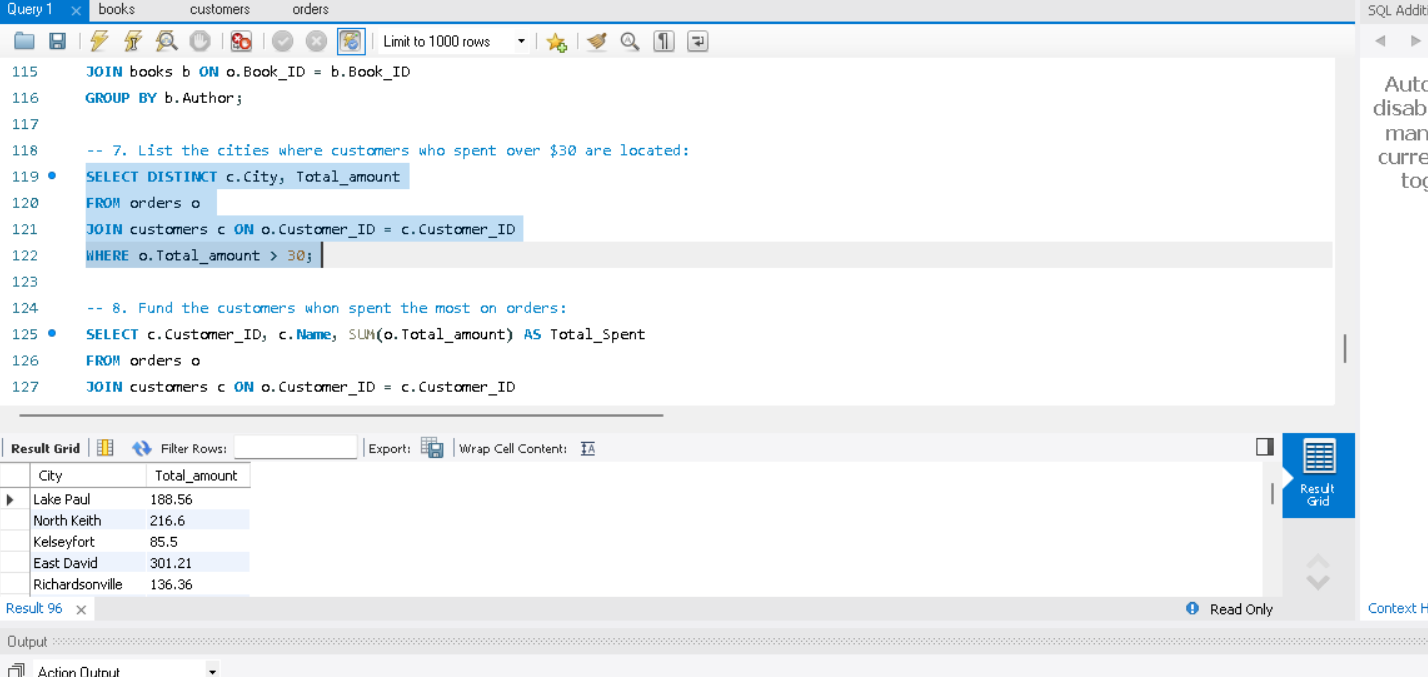 Query 1 × books customers orders
SQL Additi
Limit to 1000 rows
115 JOIN books b ON o.Book_ID = b.Book_ID
116 GROUP BY b.Author;
117
118 -- 7. List the cities where customers who spent over $30 are located:
119 SELECT DISTINCT c.City, Total_amount
120 FROM orders o
121 JOIN customers c ON o.Customer_ID = c.Customer_ID
122 WHERE o.Total_amount > 30;
123
124 -- 8. Fund the customers whon spent the most on orders:
125 SELECT c.Customer_ID, c.Name, SUM(o.Total_amount) AS Total_Spent
126 FROM orders o
127 JOIN customers c ON o.Customer_ID = c.Customer_ID
Auto
disab
man
curre
tog
Result Grid Filter Rows: Export: Wrap Cell Content: IA
City Total_amount
Lake Paul 188.56
North Keith 216.6
Kelseyfort 85.5
East David 301.21
Richardsonville 136.36
Result
Grid
Result 96 × Read Only
Context H
Output
Action Output